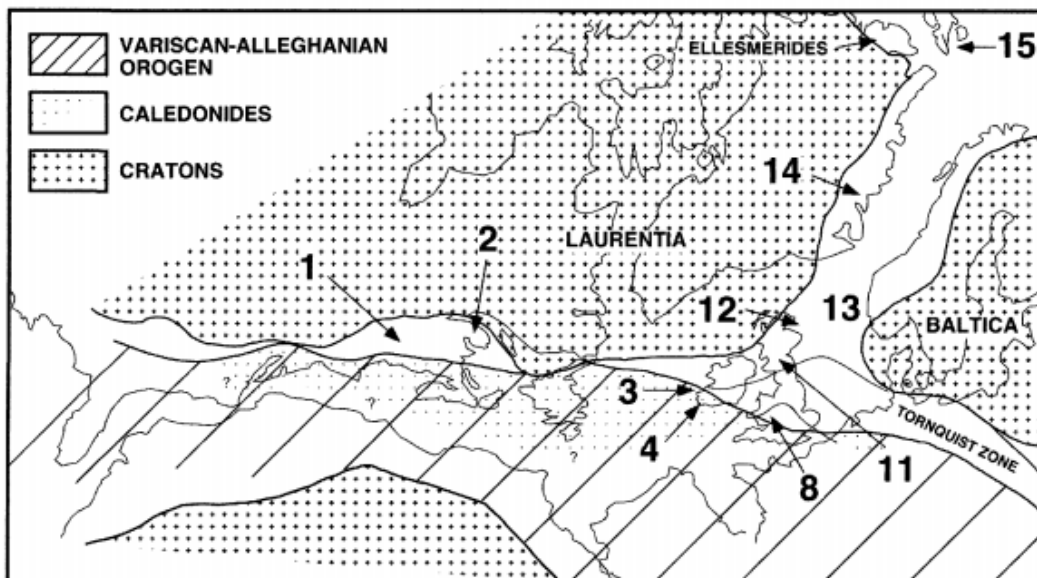 VARISCAN-ALLEGHANIAN
OROGEN
CALEDONIDES
CRATONS
ELLESMERIDES
15
14
LAURENTIA
2
1
12
13
BALTICA
?
?
3
4
?
8
11
TORNQUIST ZONE